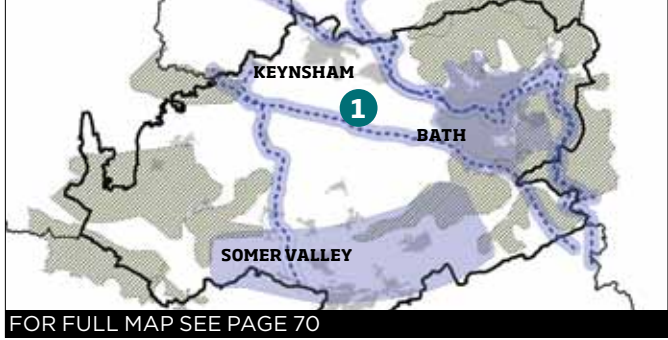 KEYNSHAM
1
BATH
SOMER VALLEY
FOR FULL MAP SEE PAGE 70